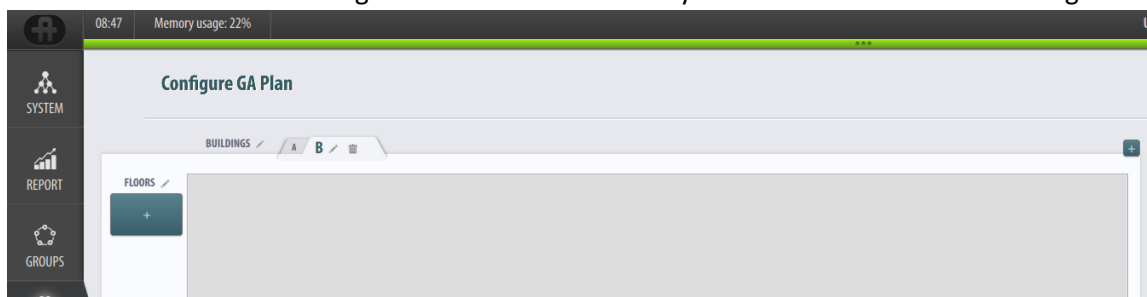 08:47 Memory usage: 22%
SYSTEM
Configure GA Plan
BUILDINGS A B
+
REPORT
FLOORS
+
GROUPS